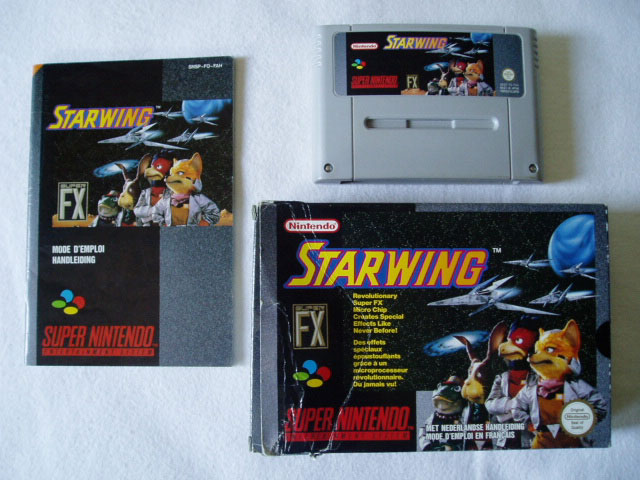 SNSP-FO-FAH
STARWING™
SUPER
FX
MODE D'EMPLOI
HANDLEIDING
SUPER NINTENDO
ENTERTAINMENT SYSTEM
Nintendo
STARWING
SUPER NINTENDO
FX
Nintendo
STARWING™
Revolutionary
Super FX
Micro Chip
Creates Special
Effects Like
Never Before!
SUPER
FX
Des effets
spéciaux
époustouflants
grâce à un
microprocesseur
révolutionnaire.
Du jamais vu!
SUPER NINTENDO
ENTERTAINMENT SYSTEM
MET NEDERLANDSE HANDLEIDING
MODE D'EMPLOI EN FRANÇAIS
Original
Nintendo
Seal of
Quality